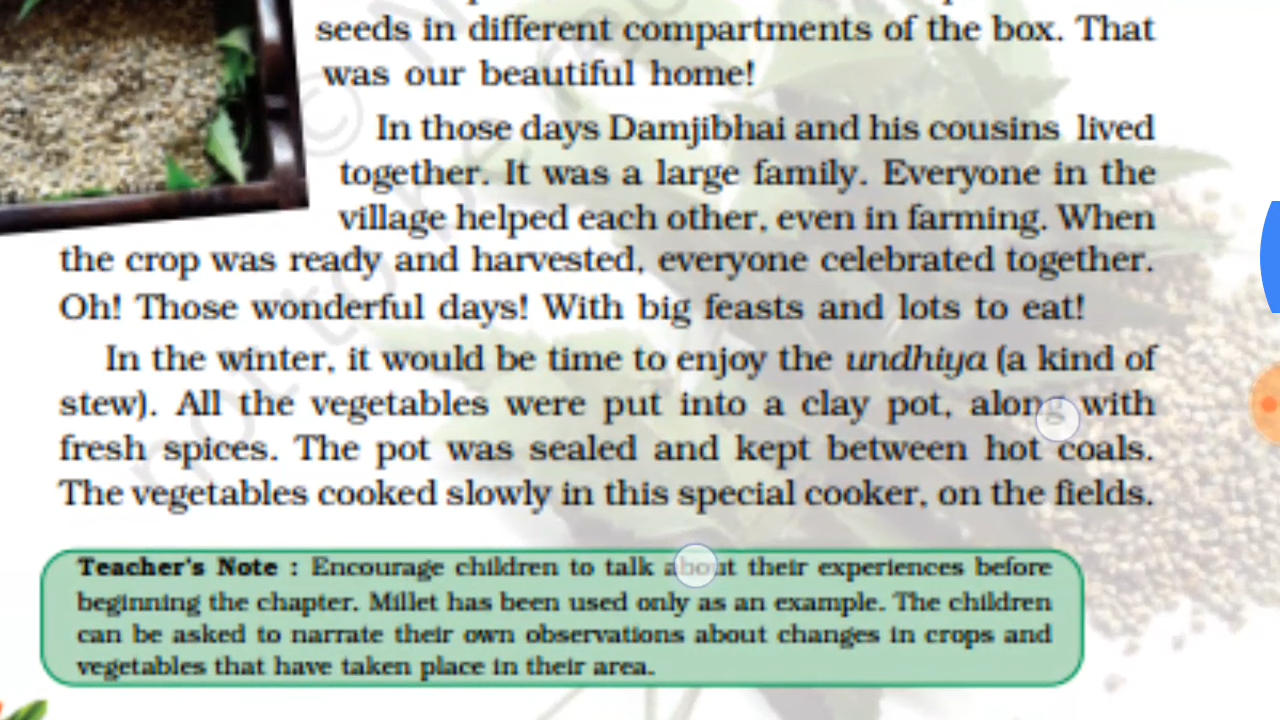 seeds in different compartments of the box. That
was our beautiful home!
In those days Damjibhai and his cousins lived
together. It was a large family. Everyone in the
village helped each other, even in farming. When
the crop was ready and harvested, everyone celebrated together.
Oh! Those wonderful days! With big feasts and lots to eat!
In the winter, it would be time to enjoy the undhiya (a kind of
stew). All the vegetables were put into a clay pot, along with
fresh spices. The pot was sealed and kept between hot coals.
The vegetables cooked slowly in this special cooker, on the fields.
Teacher's Note : Encourage children to talk about their experiences before
beginning the chapter. Millet has been used only as an example. The children
can be asked to narrate their own observations about changes in crops and
vegetables that have taken place in their area.